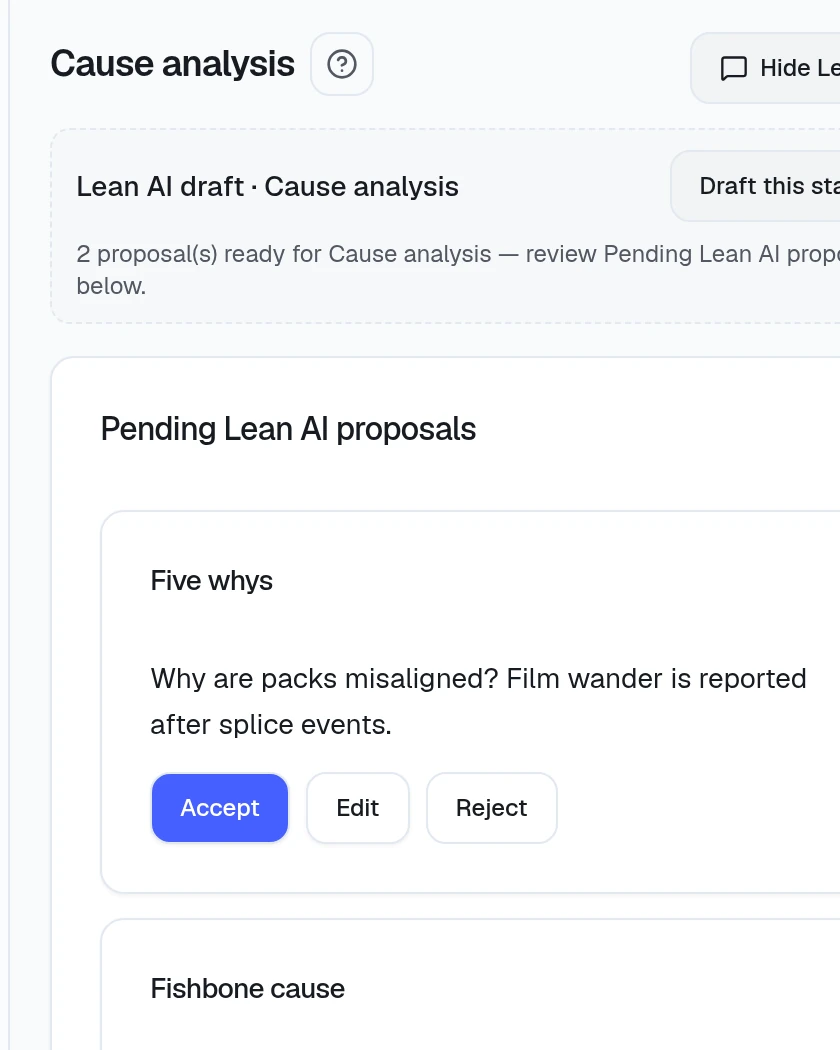 Cause analysis
Hide Le
Lean AI draft · Cause analysis
Draft this sta
2 proposal(s) ready for Cause analysis — review Pending Lean AI propo
below.
Pending Lean AI proposals
Five whys
Why are packs misaligned? Film wander is reported
after splice events.
Accept
Edit
Reject
Fishbone cause